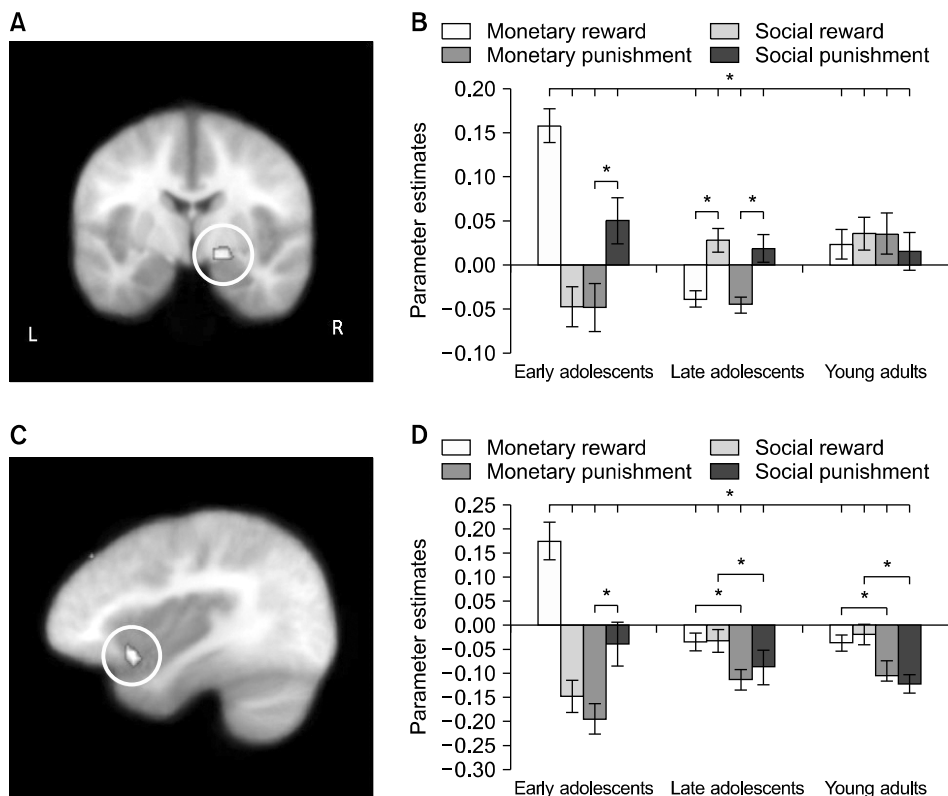 A
L
R
B
Monetary reward
Social reward
Monetary punishment
Social punishment
*
0.20
0.15
0.10
0.05
0.00
−0.05
−0.10
Parameter estimates
*
*
*
Early adolescents
Late adolescents
Young adults
C
D
Monetary reward
Social reward
Monetary punishment
Social punishment
*
0.25
0.20
0.10
0.10
0.00
0.00
−0.05
−0.10
−0.15
−0.20
−0.25
−0.30
Parameter estimates
*
*
*
*
*
Early adolescents
Late adolescents
Young adults